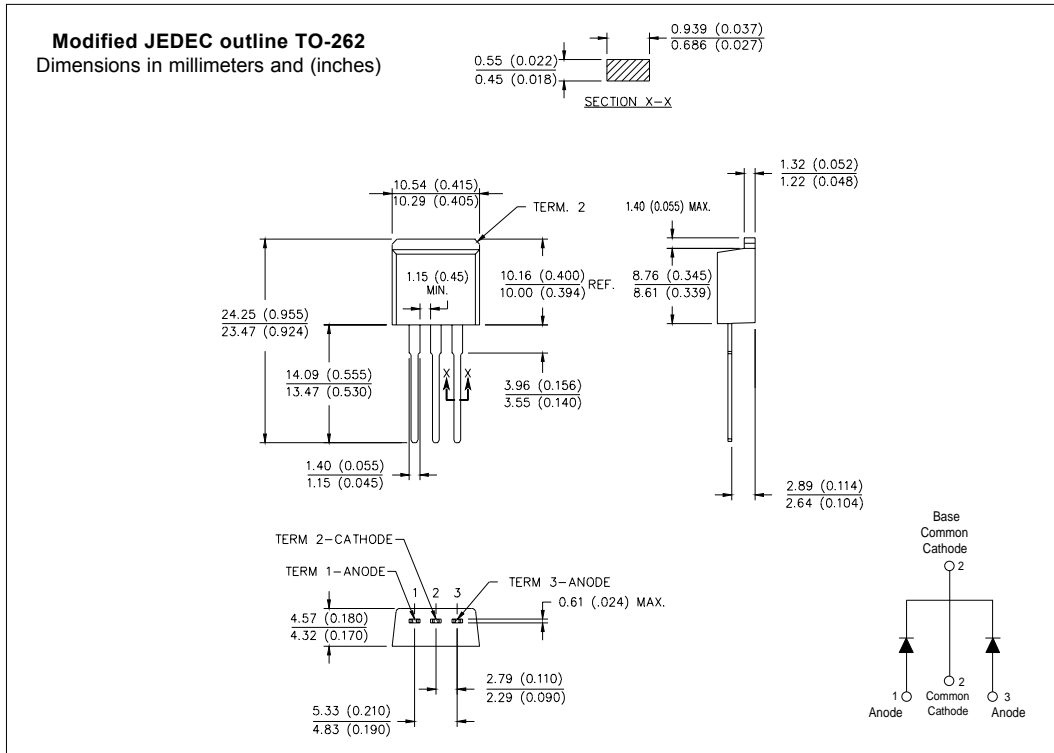 Modified JEDEC outline TO-262
Dimensions in millimeters and (inches)
0.939 (0.037)
0.686 (0.027)
0.55 (0.022)
0.45 (0.018)
SECTION X-X
10.54 (0.415)
10.29 (0.405)
TERM. 2
1.32 (0.052)
1.22 (0.048)
1.40 (0.055) MAX.
1.15 (0.45)
MIN.
10.16 (0.400)
10.00 (0.394)
REF.
8.76 (0.345)
8.61 (0.339)
24.25 (0.955)
23.47 (0.924)
14.09 (0.555)
13.47 (0.530)
X X
3.96 (0.156)
3.55 (0.140)
1.40 (0.055)
1.15 (0.045)
2.89 (0.114)
2.64 (0.104)
TERM 2-CATHODE
TERM 1-ANODE
1 2 3
TERM 3-ANODE
0.61 (.024) MAX.
4.57 (0.180)
4.32 (0.170)
2.79 (0.110)
2.29 (0.090)
5.33 (0.210)
4.83 (0.190)
Base
Common
Cathode
2
2
1
Anode
Common
Cathode
3
Anode